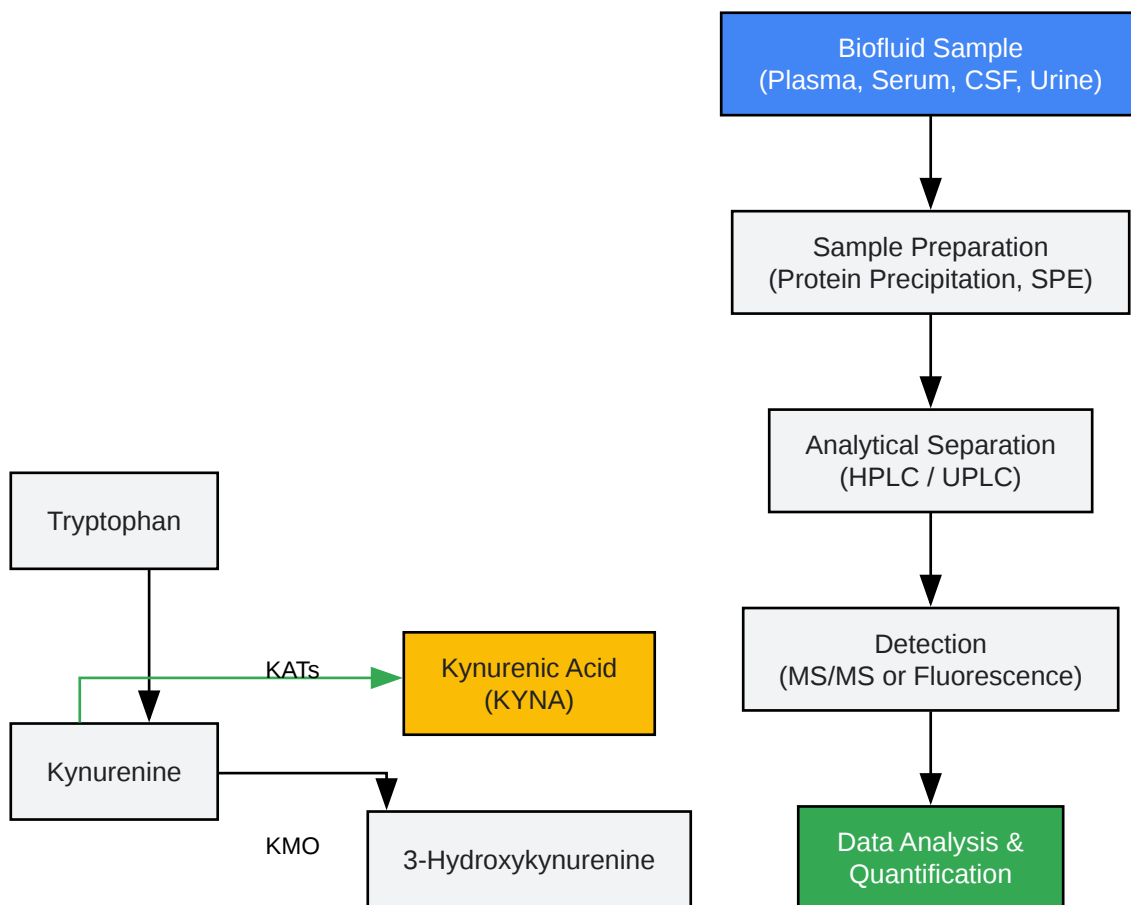 Biofluid Sample
(Plasma, Serum, CSF, Urine)
Sample Preparation
(Protein Precipitation, SPE)
Analytical Separation
(HPLC / UPLC)
Detection
(MS/MS or Fluorescence)
Data Analysis &
Quantification
Tryptophan
KATs
Kynurenic Acid
(KYNA)
Kynurenine
KMO
3-Hydroxykynurenine